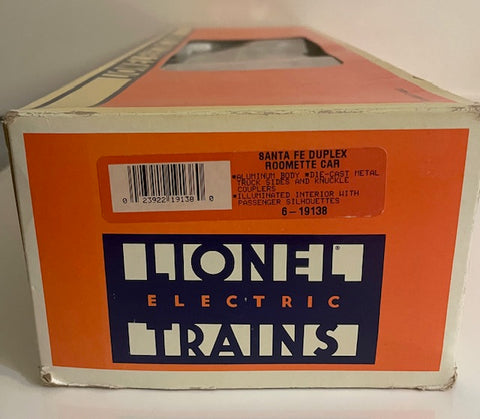 SANTA FE DUPLEX
ROOMETTE CAR
*ALUMINUM BODY *DIE-CAST METAL
TRUCK SIDES AND KNUCKLE
COUPLERS
*ILLUMINATED INTERIOR WITH
PASSENGER SILHOUETTES
6-19138
0 23922 19138 0
LIONEL®
ELECTRIC
TRAINS